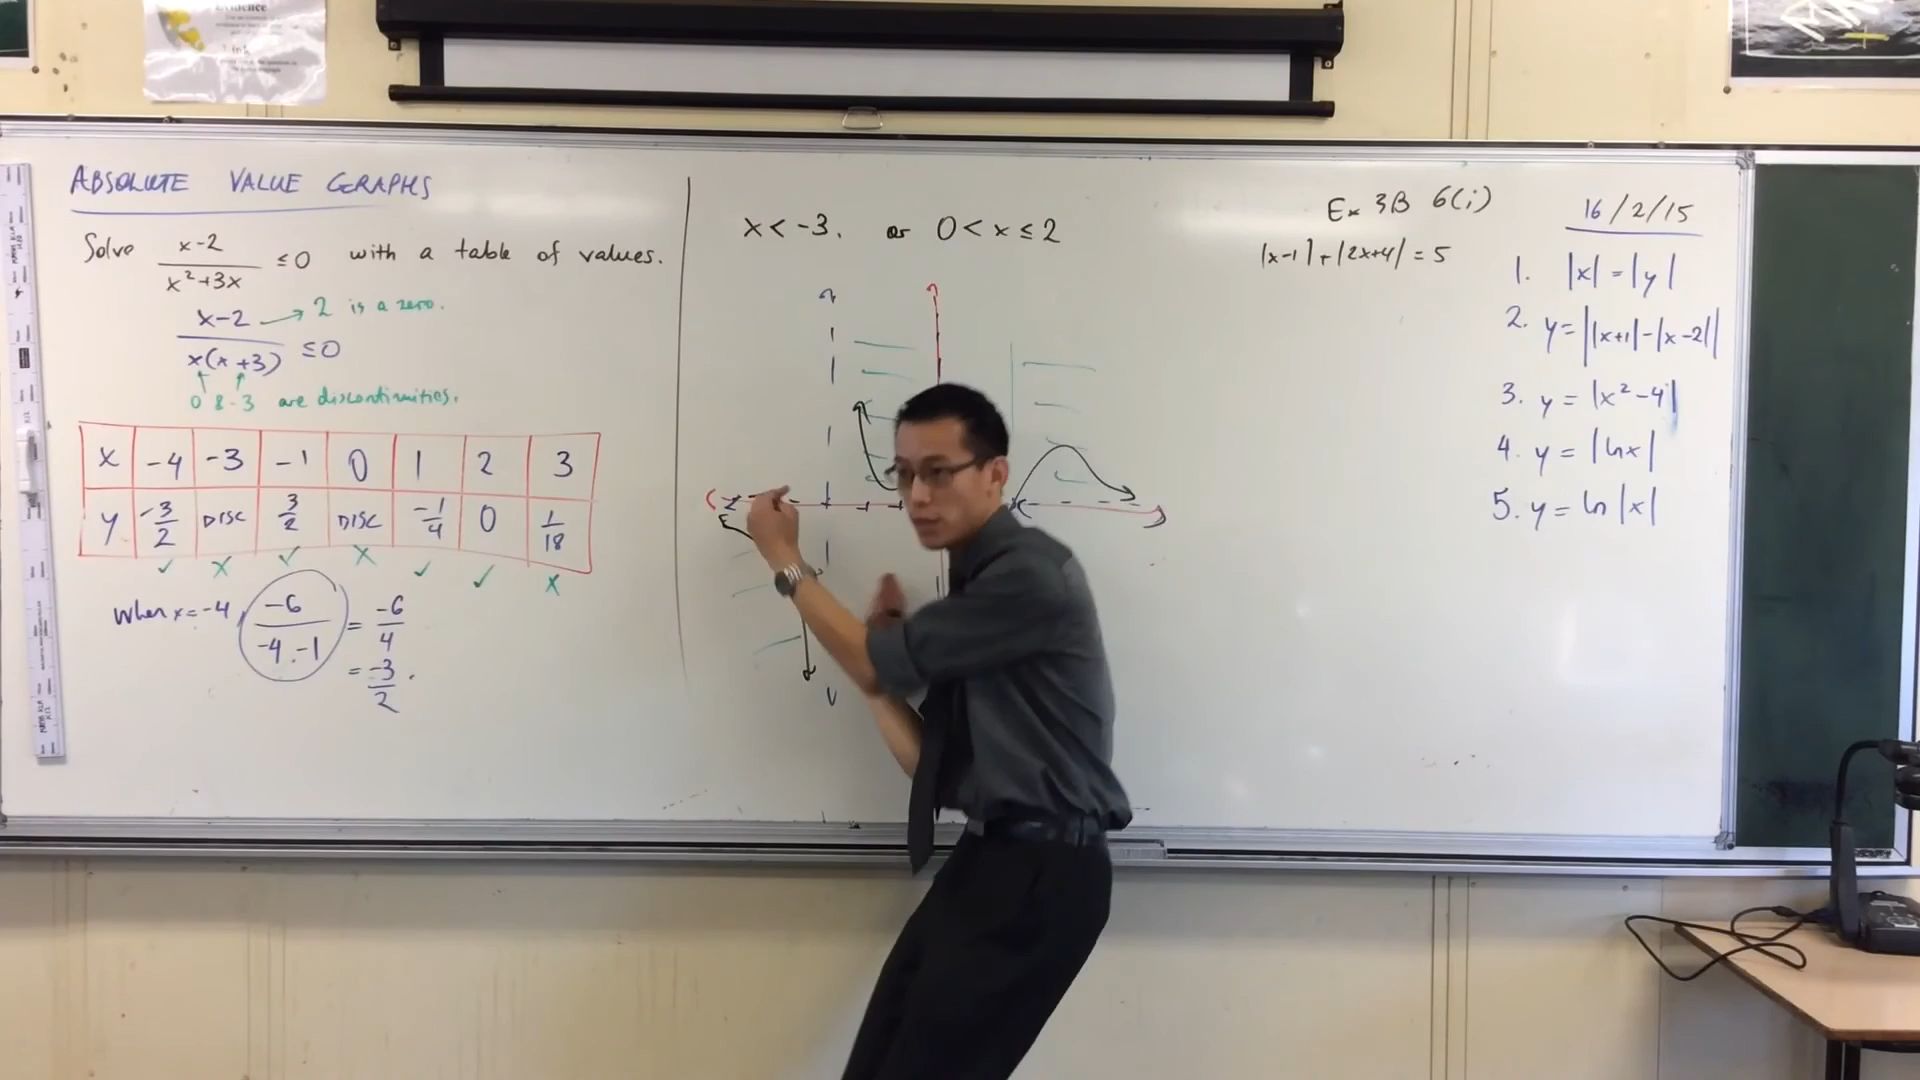 Evidence
ABSOLUTE VALUE GRAPHS
Solve x-2 / x²+3x ≤0 with a table of values.
x-2 / x(x+3) ≤0 → 2 is a zero.
0 & -3 are discontinuities.
x -4 -3 -1 0 1 2 3
y -3/2 DISC 3/2 DISC -1/4 0 1/18
✓ x ✓ x ✓ ✓ x
When x=-4, -6 / -4.-1 = -6/4
= -3/2.
x<-3. or 0<x≤2
Ex 3B 6(i)
|x-1|+|2x+4|=5
16/2/15
1. |x|=|y|
2. y=||x+1|-|x-2||
3. y=|x²-4|
4. y=|lnx|
5. y=ln|x|